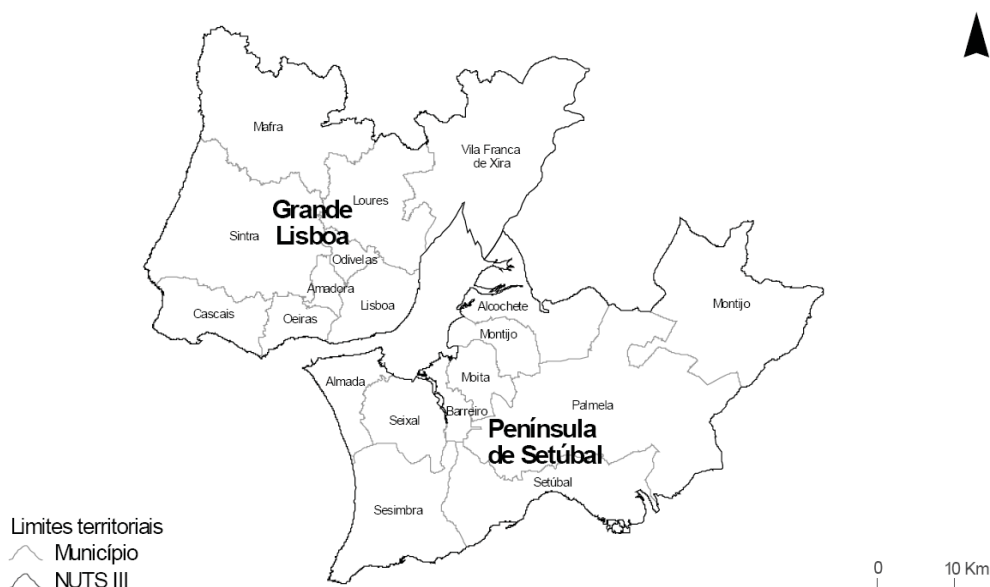 Mafra
Vila Franca
de Xira
Loures
Grande
Lisboa
Sintra
Odivelas
Amadora
Lisboa
Cascais
Oeiras
Alcochete
Montijo
Montijo
Moita
Almada
Seixal
Barreiro
Palmela
Península
de Setúbal
Setúbal
Sesimbra
Limites territoriais
Município
NUTS III
0 10 Km